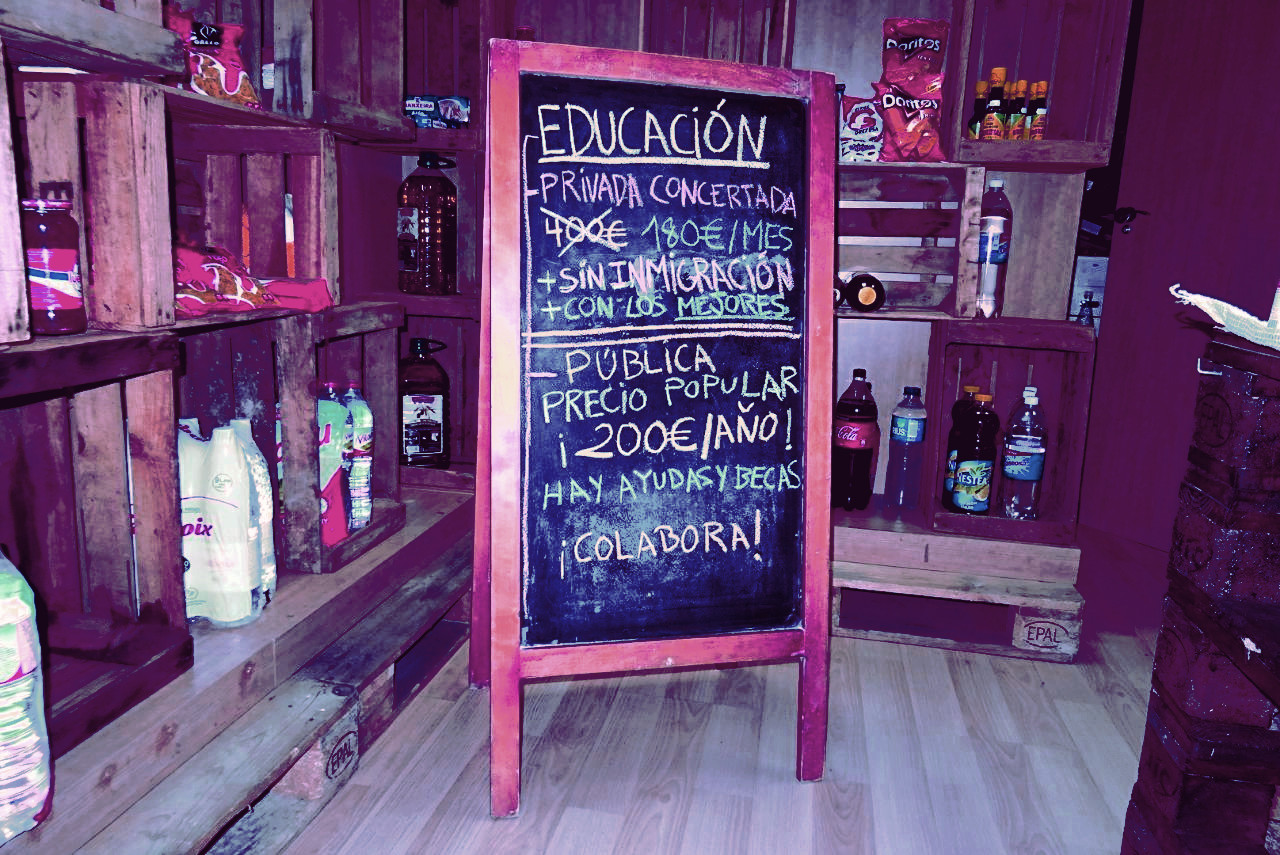 EDUCACIÓN
-PRIVADA CONCERTADA
400€ 180€/MES
+SIN INMIGRACIÓN
+CON LOS MEJORES
-PÚBLICA
PRECIO POPULAR
¡200€/AÑO!
HAY AYUDAS Y BECAS
¡COLABORA!
Doritos
Doritos
Cola
NESTEA
EPAL
EPAL